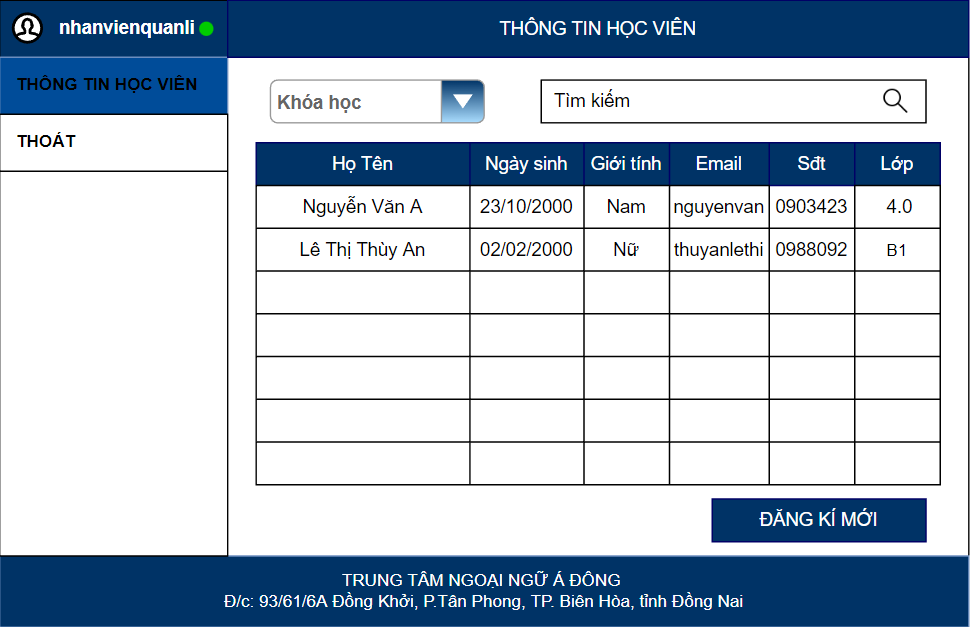 nhanvienquanli
THÔNG TIN HỌC VIÊN
THÔNG TIN HỌC VIÊN
THOÁT
Khóa học
Tìm kiếm
Họ Tên Ngày sinh Giới tính Email Sđt Lớp
Nguyễn Văn A 23/10/2000 Nam nguyenvan 0903423 4.0
Lê Thị Thùy An 02/02/2000 Nữ thuyanlethi 0988092 B1
ĐĂNG KÍ MỚI
TRUNG TÂM NGOẠI NGỮ Á ĐÔNG
Đ/c: 93/61/6A Đồng Khởi, P.Tân Phong, TP. Biên Hòa, tỉnh Đồng Nai